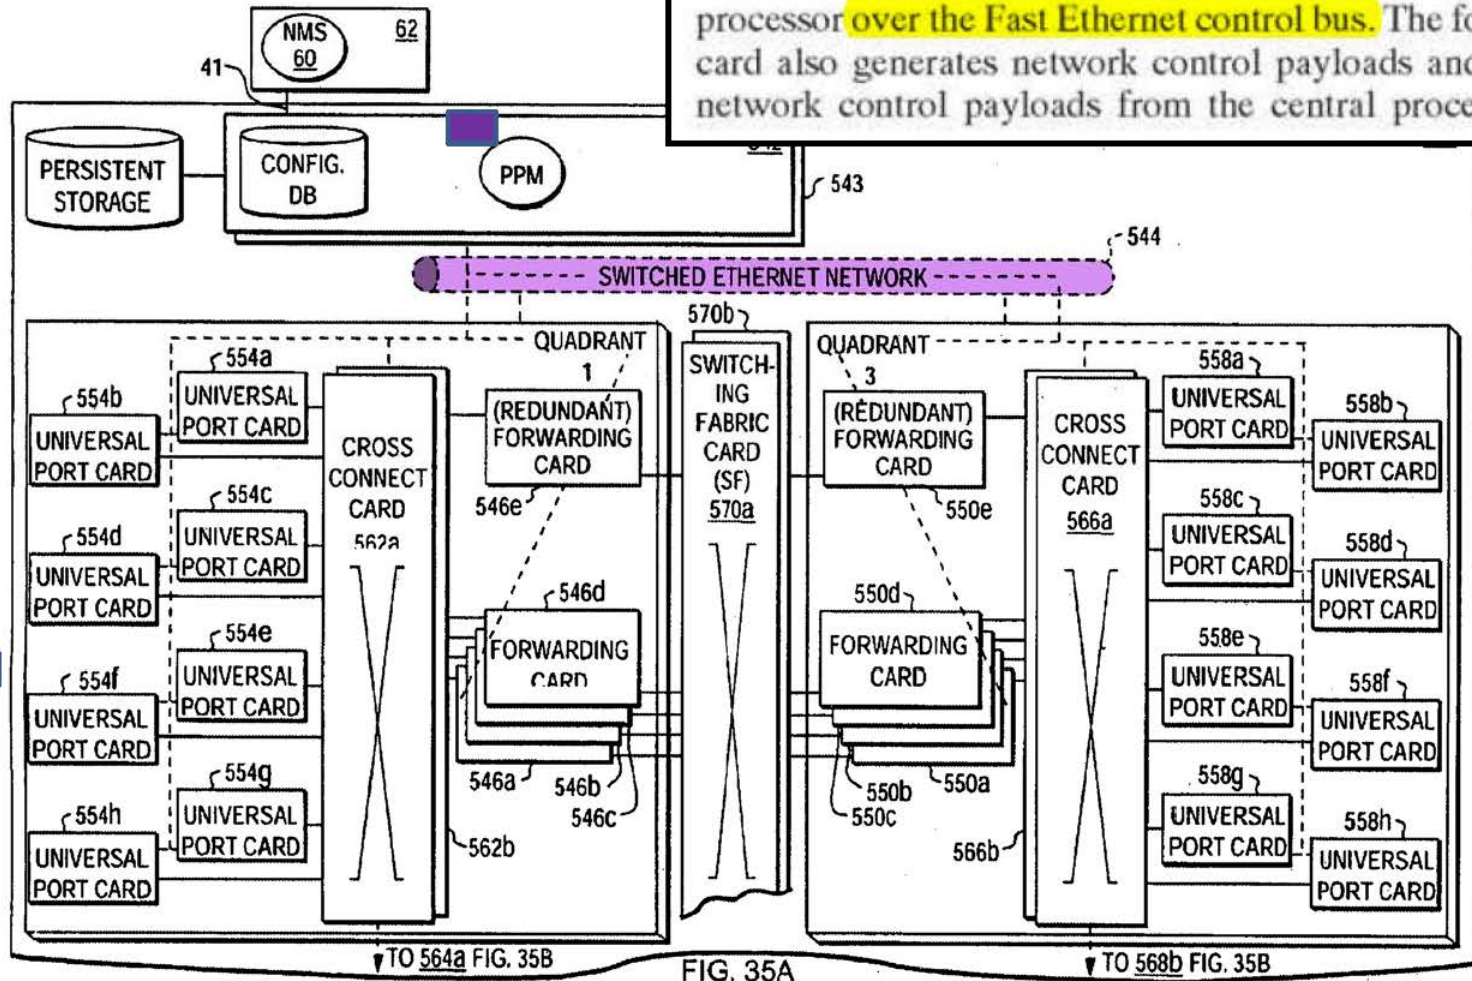 processor over the Fast Ethernet control bus. The fo
card also generates network control payloads and
network control payloads from the central proce
NMS
60
62
41
PERSISTENT
STORAGE
CONFIG.
DB
PPM
543
544
SWITCHED ETHERNET NETWORK
570b
QUADRANT
1
554a
UNIVERSAL
PORT CARD
554b
UNIVERSAL
PORT CARD
554c
UNIVERSAL
PORT CARD
554d
UNIVERSAL
PORT CARD
554e
UNIVERSAL
PORT CARD
554f
UNIVERSAL
PORT CARD
554g
UNIVERSAL
PORT CARD
554h
UNIVERSAL
PORT CARD
CROSS
CONNECT
CARD
562a
562b
(REDUNDANT)
FORWARDING
CARD
546e
546d
FORWARDING
CARD
546a
546b
546c
SWITCH-
ING
FABRIC
CARD
(SF)
570a
QUADRANT
3
(REDUNDANT)
FORWARDING
CARD
550e
550d
FORWARDING
CARD
550b
550a
550c
CROSS
CONNECT
CARD
566a
566b
558a
UNIVERSAL
PORT CARD
558b
UNIVERSAL
PORT CARD
558c
UNIVERSAL
PORT CARD
558d
UNIVERSAL
PORT CARD
558e
UNIVERSAL
PORT CARD
558f
UNIVERSAL
PORT CARD
558g
UNIVERSAL
PORT CARD
558h
UNIVERSAL
PORT CARD
TO 564a FIG. 35B
FIG. 35A
TO 568b FIG. 35B